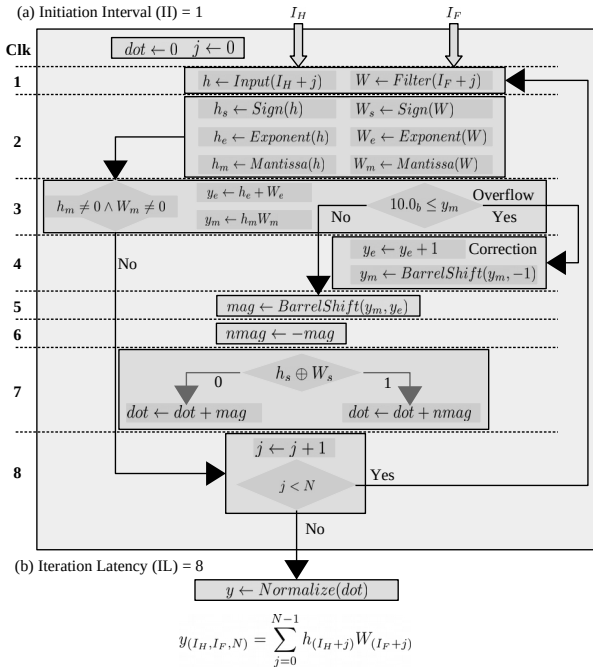 (a) Initiation Interval (II) = 1
I_H I_F
Clk
dot ← 0 j ← 0
1
h ← Input(I_H + j) W ← Filter(I_F + j)
2
h_s ← Sign(h) W_s ← Sign(W)
h_e ← Exponent(h) W_e ← Exponent(W)
h_m ← Mantissa(h) W_m ← Mantissa(W)
3
h_m ≠ 0 ∧ W_m ≠ 0
y_e ← h_e + W_e
y_m ← h_m W_m
10.0_b ≤ y_m
Overflow
No Yes
No
4
y_e ← y_e + 1 Correction
y_m ← BarrelShift(y_m, −1)
5
mag ← BarrelShift(y_m, y_e)
6
nmag ← −mag
7
h_s ⊕ W_s
0 1
dot ← dot + mag dot ← dot + nmag
8
j ← j + 1
j < N
Yes
No
(b) Iteration Latency (IL) = 8
y ← Normalize(dot)
y_(I_H,I_F,N) = ∑_{j=0}^{N−1} h_(I_H+j) W_(I_F+j)